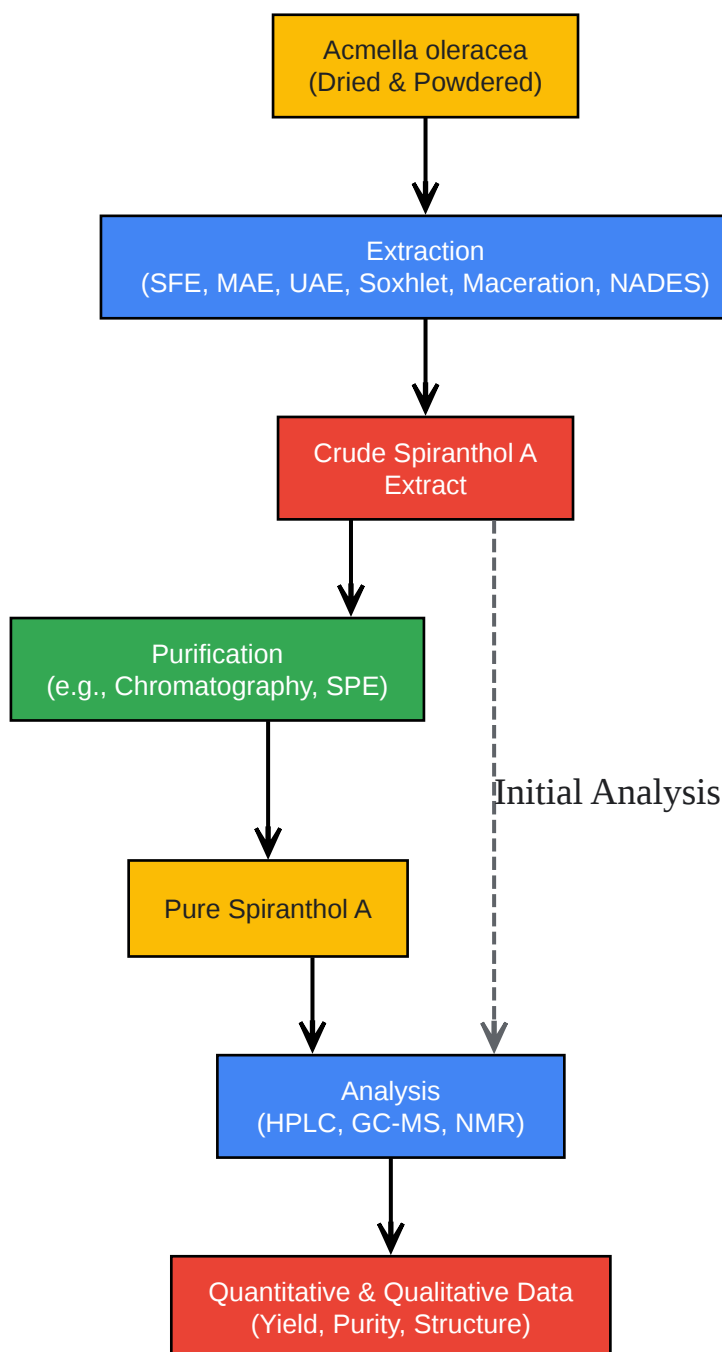 Acmella oleracea
(Dried & Powdered)
Extraction
(SFE, MAE, UAE, Soxhlet, Maceration, NADES)
Crude Spiranthol A
Extract
Purification
(e.g., Chromatography, SPE)
Initial Analysis
Pure Spiranthol A
Analysis
(HPLC, GC-MS, NMR)
Quantitative & Qualitative Data
(Yield, Purity, Structure)